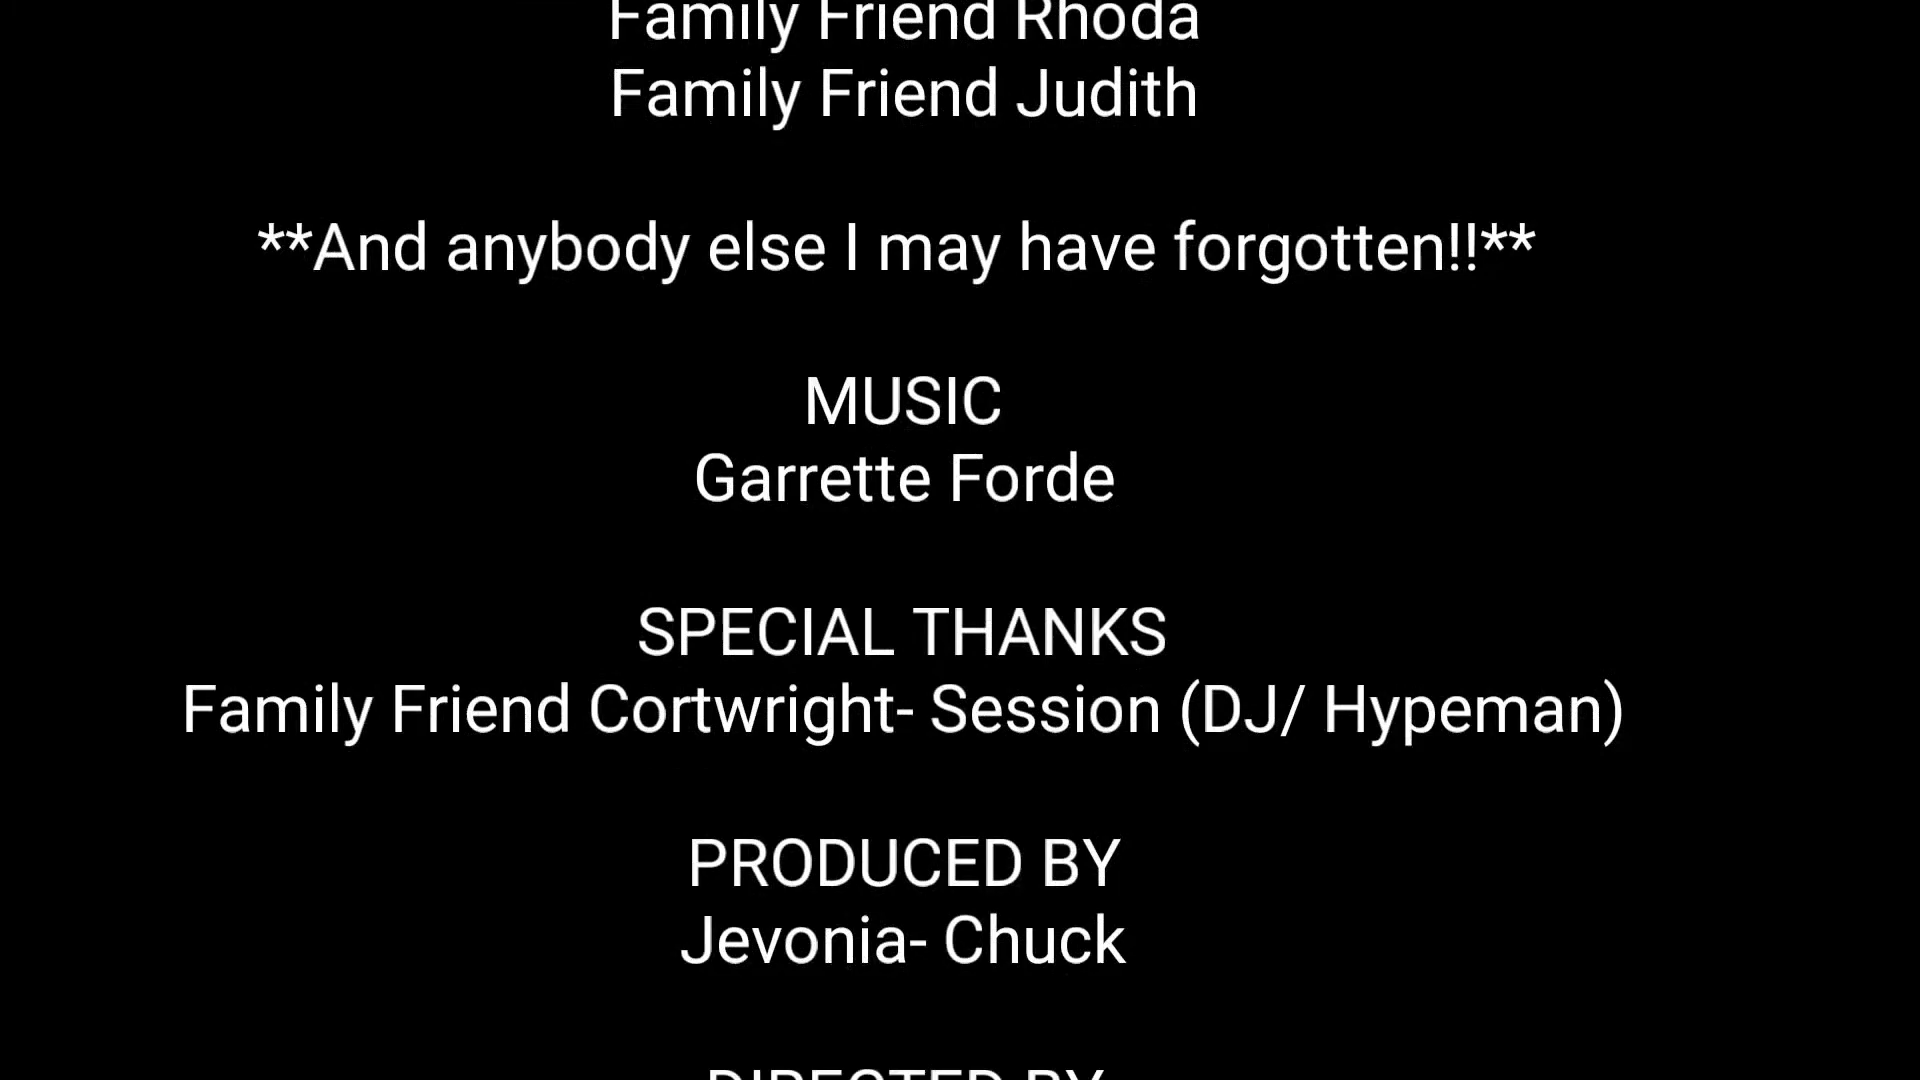 Family Friend Rhoda
Family Friend Judith
**And anybody else I may have forgotten!!**
MUSIC
Garrette Forde
SPECIAL THANKS
Family Friend Cortwright- Session (DJ/ Hypeman)
PRODUCED BY
Jevonia- Chuck
DIRECTED BY